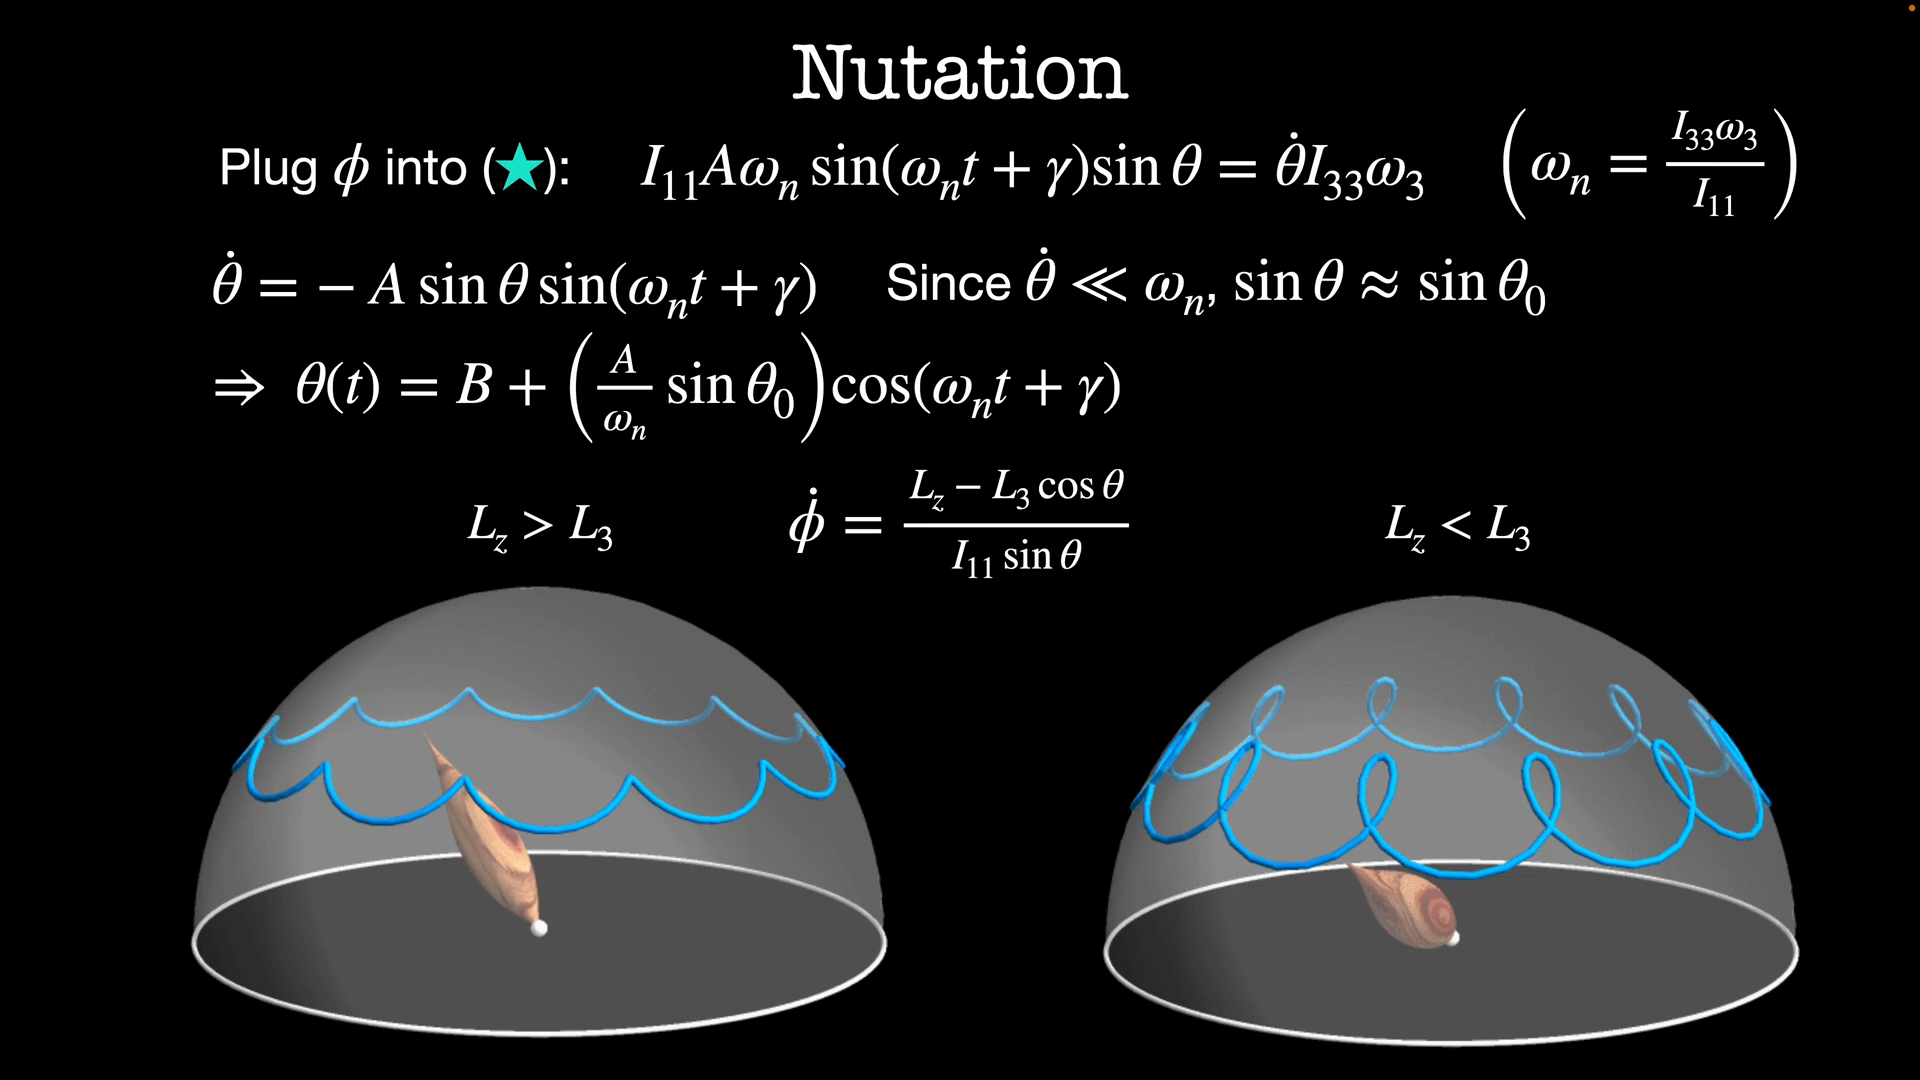 Nutation
Plug ϕ into (★): I₁₁Aωₙ sin(ωₙt + γ)sin θ = θ̇I₃₃ω₃ (ωₙ = I₃₃ω₃ / I₁₁)
θ̇ = − A sin θ sin(ωₙt + γ) Since θ̇ ≪ ωₙ, sin θ ≈ sin θ₀
⇒ θ(t) = B + (A/ωₙ sin θ₀)cos(ωₙt + γ)
L_z > L₃ ϕ̇ = (L_z − L₃ cos θ) / (I₁₁ sin θ) L_z < L₃